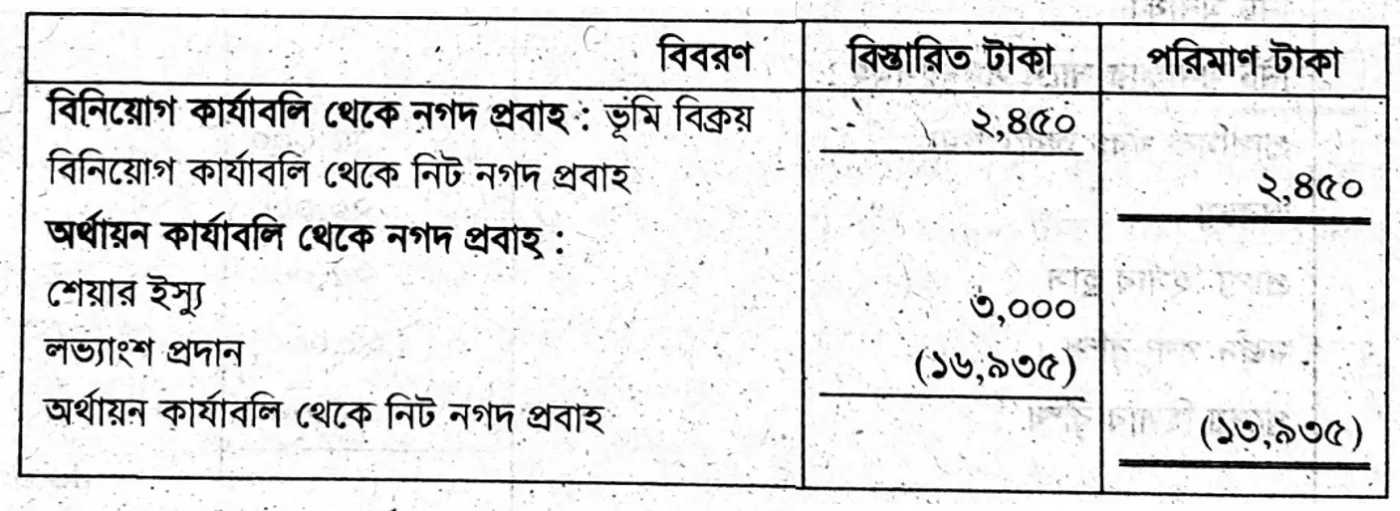 বিবরণ বিস্তারিত টাকা পরিমাণ টাকা
বিনিয়োগ কার্যাবলি থেকে নগদ প্রবাহ : ভূমি বিক্রয় ২,৪৫০
বিনিয়োগ কার্যাবলি থেকে নিট নগদ প্রবাহ ২,৪৫০
অর্থায়ন কার্যাবলি থেকে নগদ প্রবাহ :
শেয়ার ইস্যু ৩,০০০
লভ্যাংশ প্রদান (১৬,৯৩৫)
অর্থায়ন কার্যাবলি থেকে নিট নগদ প্রবাহ (১৩,৯৩৫)